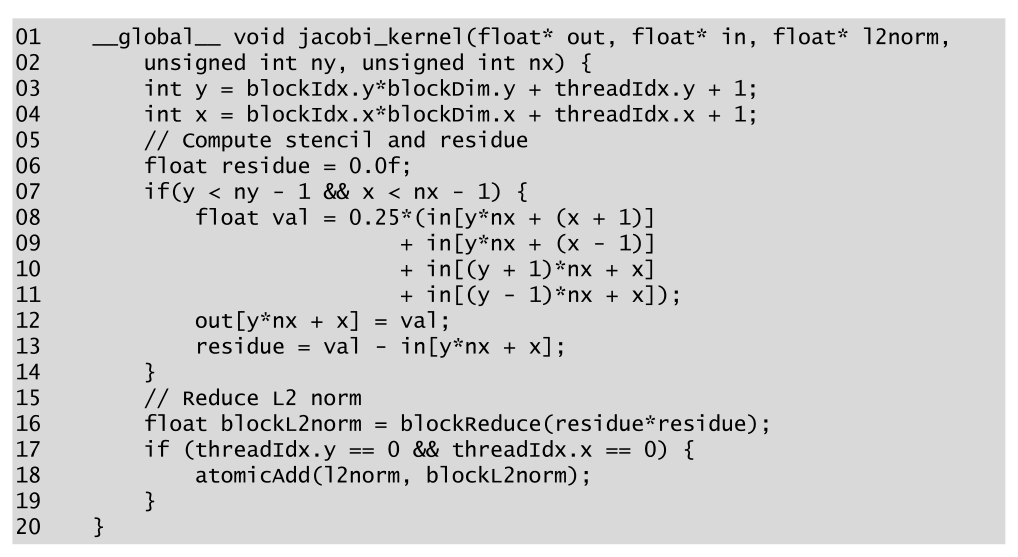 01 __global__ void jacobi_kernel(float* out, float* in, float* l2norm,
02 unsigned int ny, unsigned int nx) {
03 int y = blockIdx.y*blockDim.y + threadIdx.y + 1;
04 int x = blockIdx.x*blockDim.x + threadIdx.x + 1;
05 // Compute stencil and residue
06 float residue = 0.0f;
07 if(y < ny - 1 && x < nx - 1) {
08 float val = 0.25*(in[y*nx + (x + 1)]
09 + in[y*nx + (x - 1)]
10 + in[(y + 1)*nx + x]
11 + in[(y - 1)*nx + x]);
12 out[y*nx + x] = val;
13 residue = val - in[y*nx + x];
14 }
15 // Reduce L2 norm
16 float blockL2norm = blockReduce(residue*residue);
17 if (threadIdx.y == 0 && threadIdx.x == 0) {
18 atomicAdd(l2norm, blockL2norm);
19 }
20 }